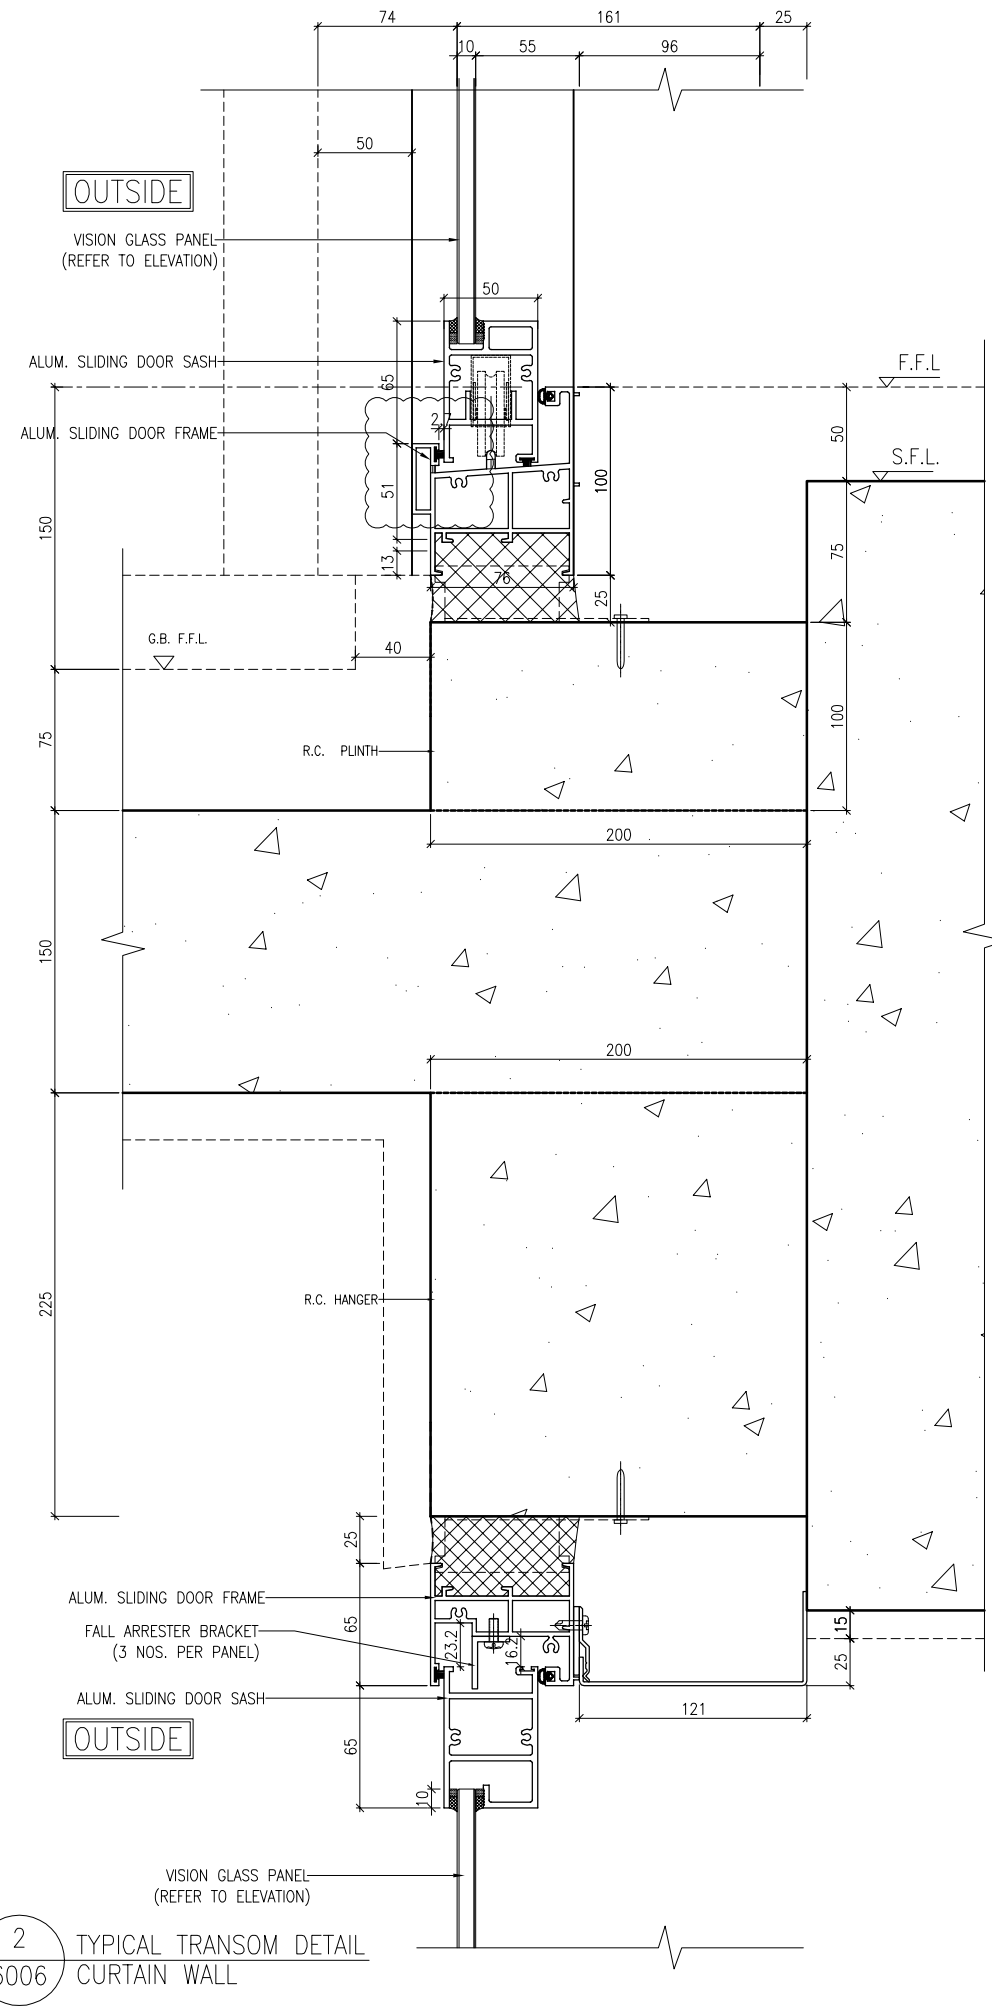 74
161
25
10
55
96
50
OUTSIDE
VISION GLASS PANEL
(REFER TO ELEVATION)
50
ALUM. SLIDING DOOR SASH
65
F.F.L
ALUM. SLIDING DOOR FRAME
2.7
50
S.F.L.
51
100
150
13
76
25
75
G.B. F.F.L.
40
75
R.C. PLINTH
100
200
150
200
225
R.C. HANGER
25
ALUM. SLIDING DOOR FRAME
65
FALL ARRESTER BRACKET
(3 NOS. PER PANEL)
23.2
16.2
15
25
ALUM. SLIDING DOOR SASH
121
OUTSIDE
65
10
VISION GLASS PANEL
(REFER TO ELEVATION)
2
TYPICAL TRANSOM DETAIL
6006
CURTAIN WALL